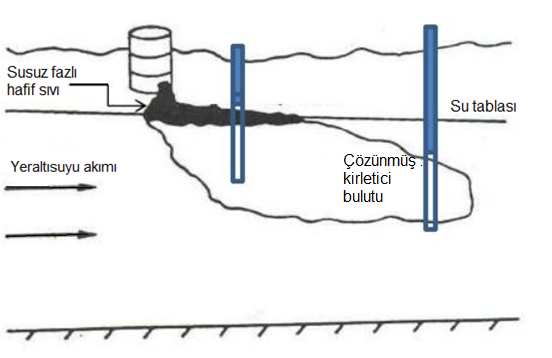 Susuz fazlı
hafif sıvı
Su tablası
Yeraltısuyu akımı
Çözünmüş
kirletici
bulutu